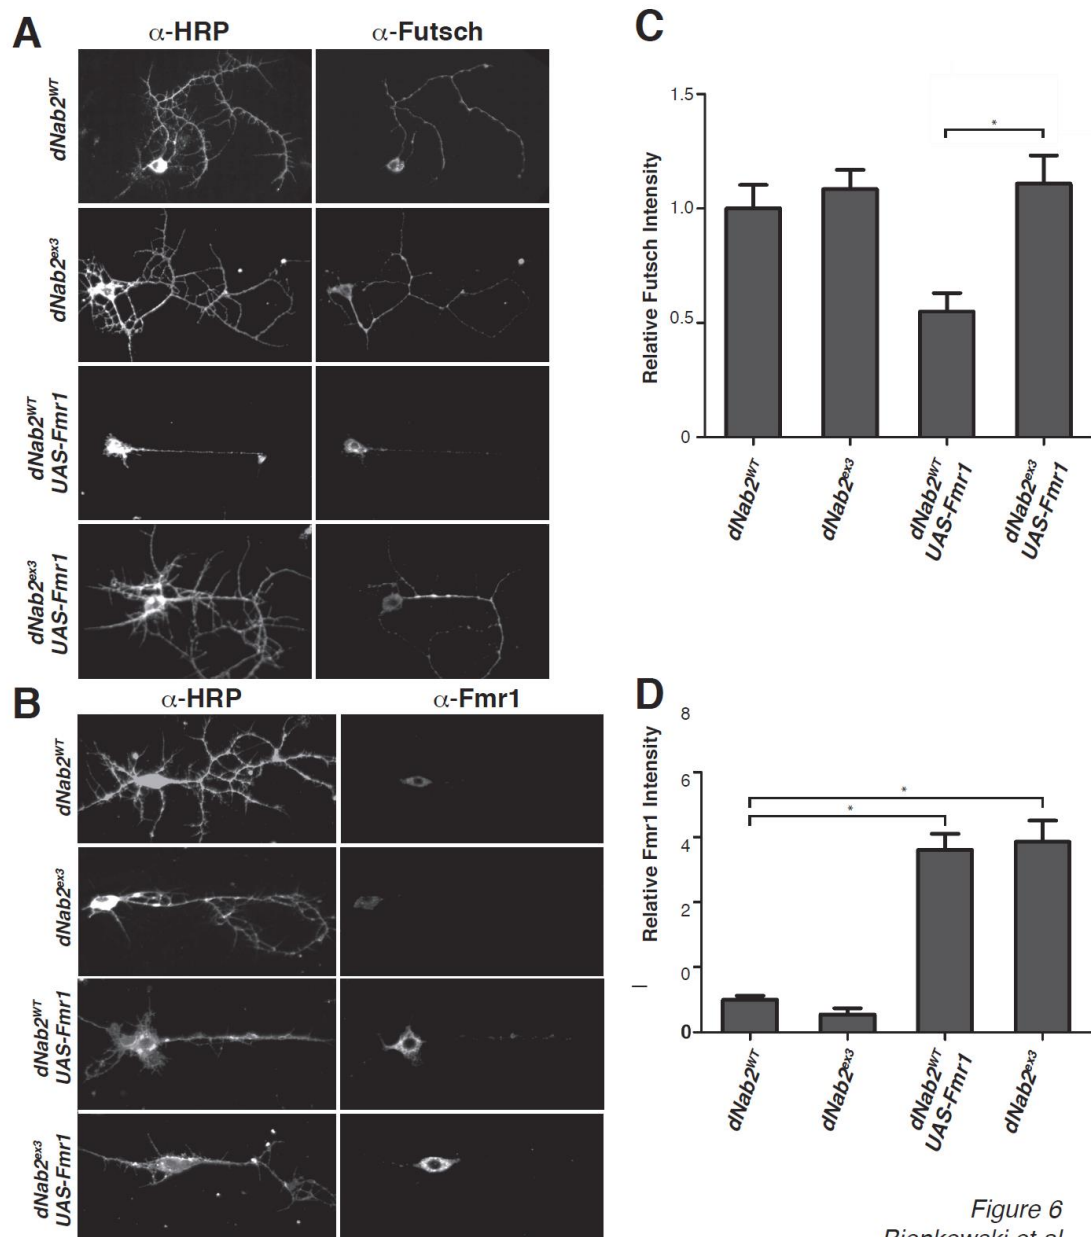 A
α-HRP α-Futsch
dNab2WT
dNab2ex3
dNab2WT
UAS-Fmr1
dNab2ex3
UAS-Fmr1
B
α-HRP α-Fmr1
dNab2WT
dNab2ex3
dNab2WT
UAS-Fmr1
dNab2ex3
UAS-Fmr1
C
Relative Futsch Intensity
1.5
1.0
0.5
0
*
dNab2WT
dNab2ex3
dNab2WT
UAS-Fmr1
dNab2ex3
UAS-Fmr1
D
Relative Fmr1 Intensity
8
6
4
2
0
0
*
*
dNab2WT
dNab2ex3
dNab2WT
UAS-Fmr1
dNab2ex3
Figure 6